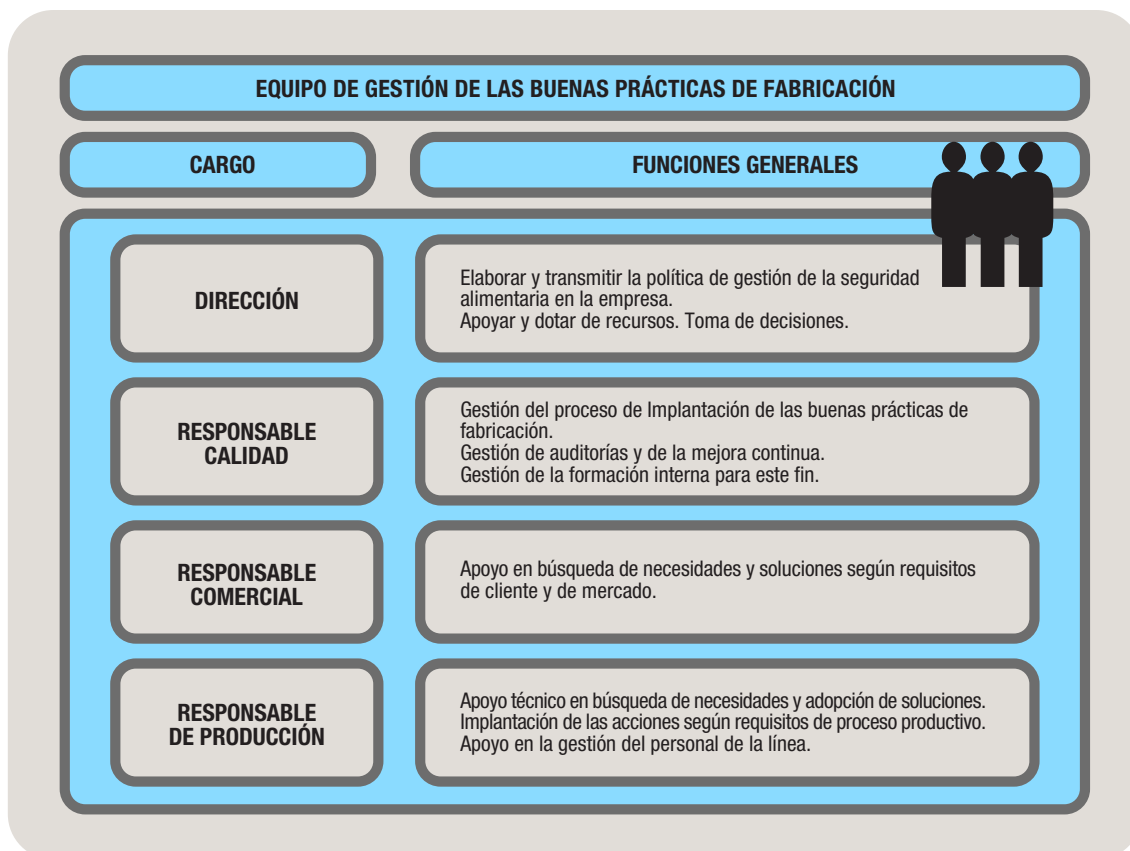 EQUIPO DE GESTIÓN DE LAS BUENAS PRÁCTICAS DE FABRICACIÓN
CARGO
FUNCIONES GENERALES
DIRECCIÓN
Elaborar y transmitir la política de gestión de la seguridad
alimentaria en la empresa.
Apoyar y dotar de recursos. Toma de decisiones.
RESPONSABLE
CALIDAD
Gestión del proceso de Implantación de las buenas prácticas de
fabricación.
Gestión de auditorías y de la mejora continua.
Gestión de la formación interna para este fin.
RESPONSABLE
COMERCIAL
Apoyo en búsqueda de necesidades y soluciones según requisitos
de cliente y de mercado.
RESPONSABLE
DE PRODUCCIÓN
Apoyo técnico en búsqueda de necesidades y adopción de soluciones.
Implantación de las acciones según requisitos de proceso productivo.
Apoyo en la gestión del personal de la línea.